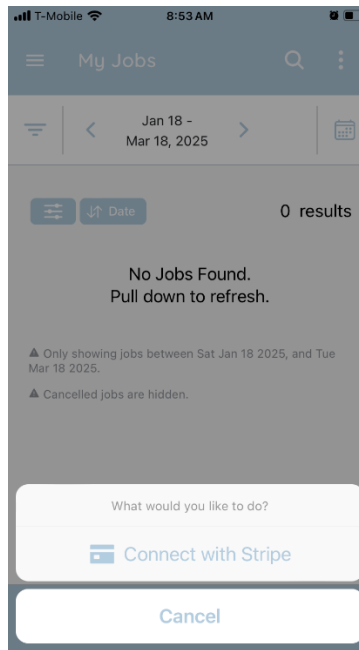 T-Mobile 8:53 AM
My Jobs
Jan 18 -
Mar 18, 2025
Date 0 results
No Jobs Found.
Pull down to refresh.
Only showing jobs between Sat Jan 18 2025, and Tue
Mar 18 2025.
Cancelled jobs are hidden.
What would you like to do?
Connect with Stripe
Cancel